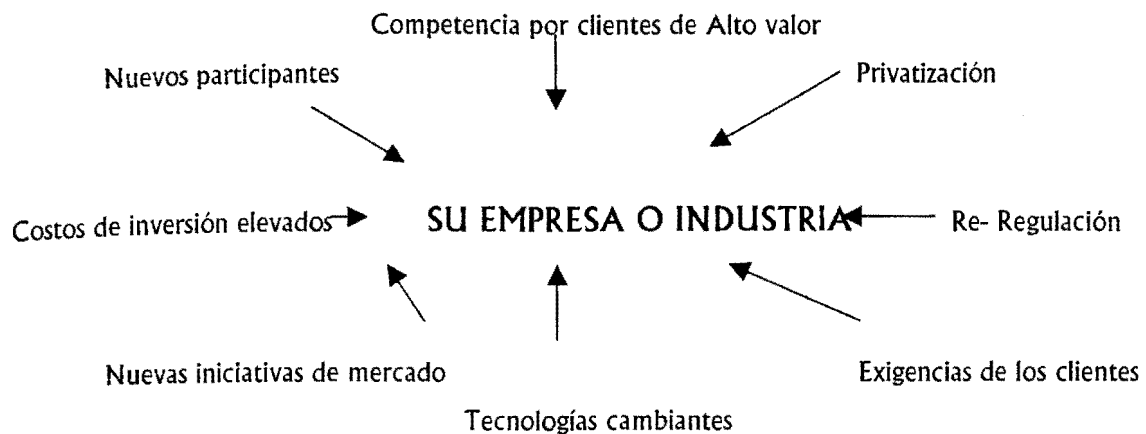 Competencia por clientes de Alto valor
Nuevos participantes
Privatización
Costos de inversión elevados
SU EMPRESA O INDUSTRIA
Re- Regulación
Nuevas iniciativas de mercado
Exigencias de los clientes
Tecnologías cambiantes